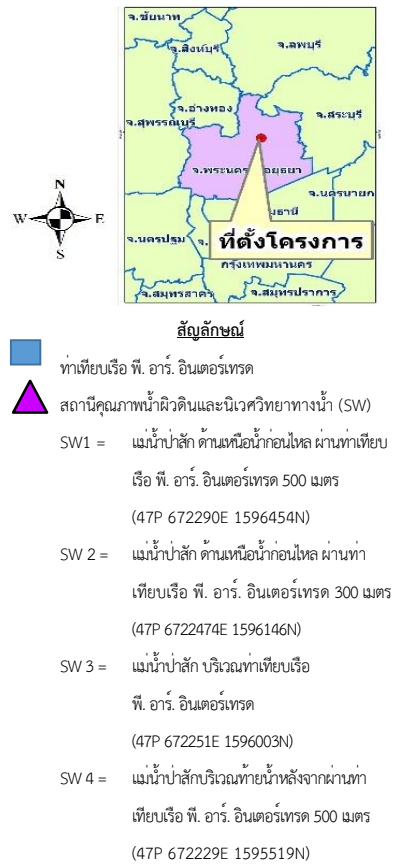 จ.ชัยนาท
จ.สิงห์บุรี
จ.ลพบุรี
จ.อ่างทอง
จ.สุพรรณบุรี
จ.สระบุรี
จ.พระนคร อยุธยา
จ.นครนายก
ธานี
จ.นครปฐม
จ.
ที่ตั้งโครงการ
กรุงเทพมหานคร
จ.สมุทรสาคร
จ.สมุทรปราการ
N
W E
S
สัญลักษณ์
ท่าเทียบเรือ พี. อาร์. อินเตอร์เทรด
สถานีคุณภาพน้ำผิวดินและนิเวศวิทยาทางน้ำ (SW)
SW1 = แม่น้ำป่าสัก ด้านเหนือน้ำก่อนไหล ผ่านท่าเทียบ
เรือ พี. อาร์. อินเตอร์เทรด 500 เมตร
(47P 672290E 1596454N)
SW 2 = แม่น้ำป่าสัก ด้านเหนือน้ำก่อนไหล ผ่านท่า
เทียบเรือ พี. อาร์. อินเตอร์เทรด 300 เมตร
(47P 6722474E 1596146N)
SW 3 = แม่น้ำป่าสัก บริเวณท่าเทียบเรือ
พี. อาร์. อินเตอร์เทรด
(47P 672251E 1596003N)
SW 4 = แม่น้ำป่าสักบริเวณท้ายน้ำหลังจากผ่านท่า
เทียบเรือ พี. อาร์. อินเตอร์เทรด 500 เมตร
(47P 672229E 1595519N)